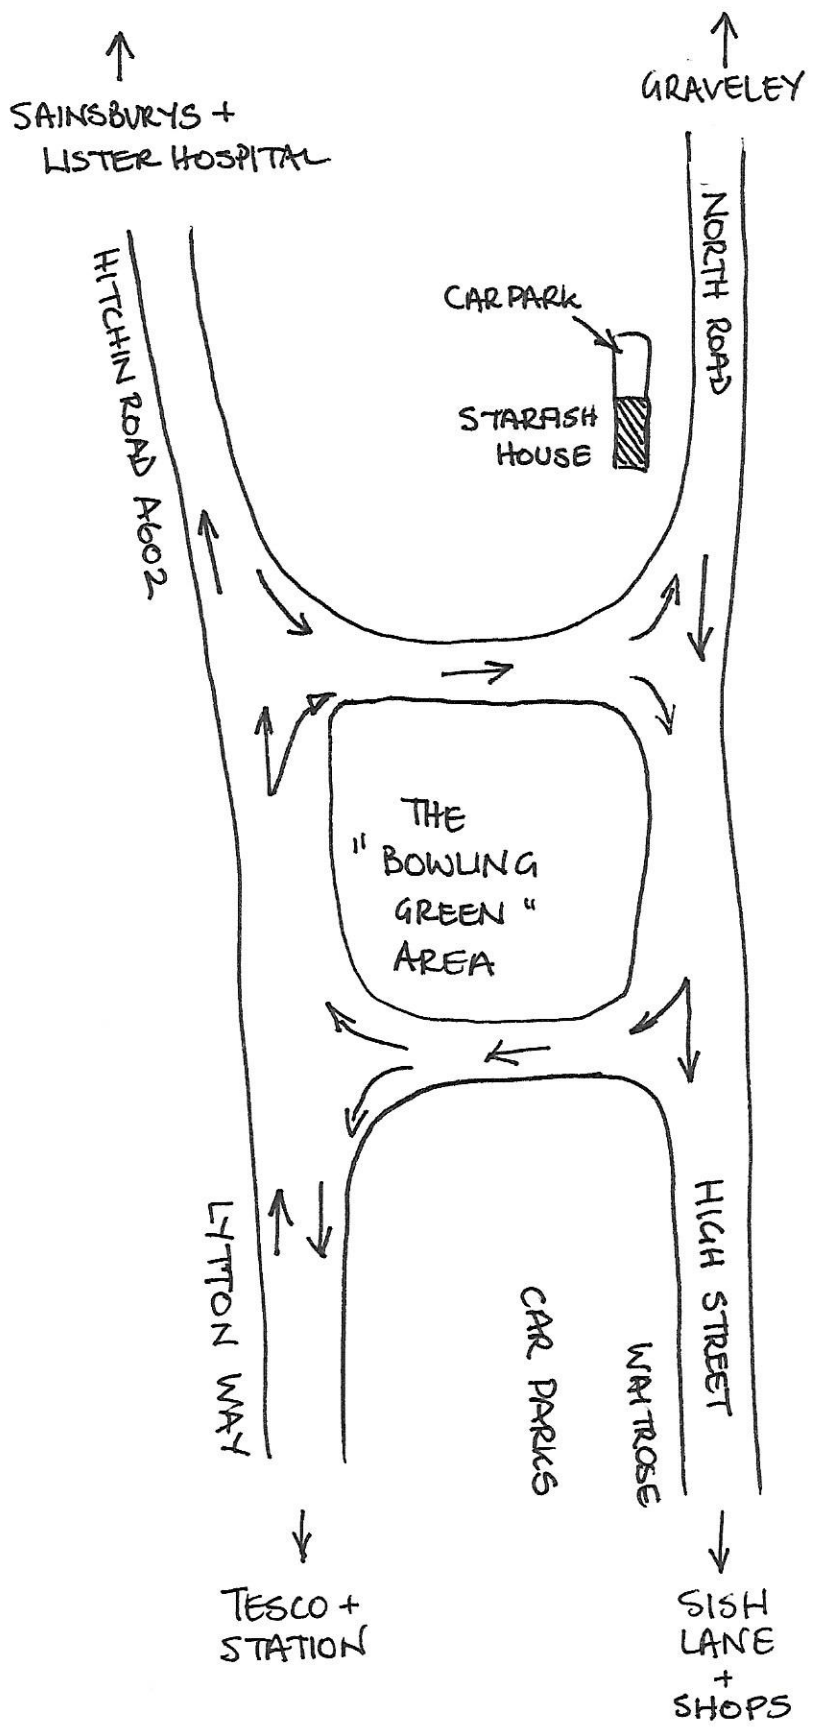 SAINSBURYS +
LISTER HOSPITAL
GRAVELEY
HITCHIN ROAD A602
NORTH ROAD
CAR PARK
STARFISH
HOUSE
THE
"BOWLING
GREEN"
AREA
LYTTON WAY
CAR PARKS
WAITROSE
HIGH STREET
TESCO +
STATION
SISH
LANE
+
SHOPS